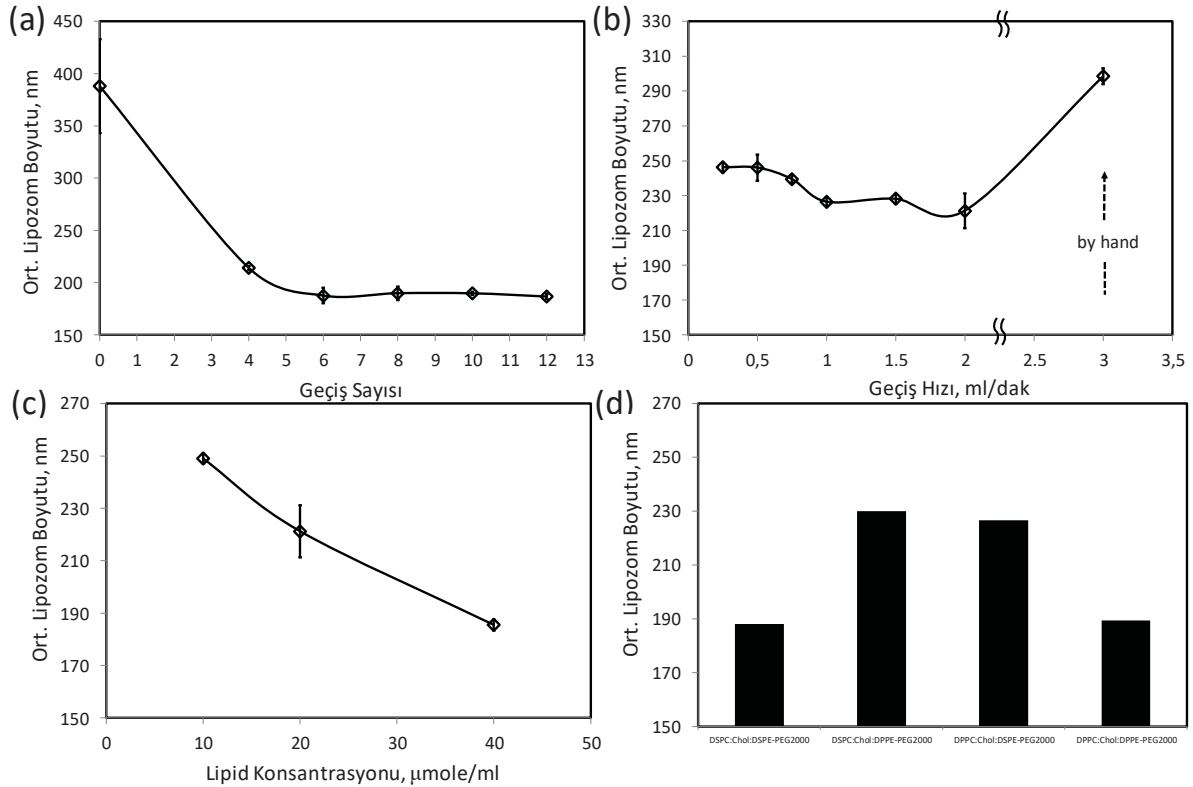 (a)
Ort. Lipozom Boyutu, nm
450
400
350
300
250
200
150
0 1 2 3 4 5 6 7 8 9 10 11 12 13
Geçiş Sayısı
(b)
Ort. Lipozom Boyutu, nm
330
310
290
270
250
230
210
190
170
150
by hand
0 0,5 1 1.5 2 2.5 3 3,5
Geçiş Hızı, ml/dak
(c)
Ort. Lipozom Boyutu, nm
270
250
230
210
190
170
150
0 10 20 30 40 50
Lipid Konsantrasyonu, μmole/ml
(d)
Ort. Lipozom Boyutu, nm
270
250
230
210
190
170
150
DSPC:Chol:DSPE-PEG2000 DSPC:Chol:DPPE-PEG2000 DPPC:Chol:DSPE-PEG2000 DPPC:Chol:DPPE-PEG2000